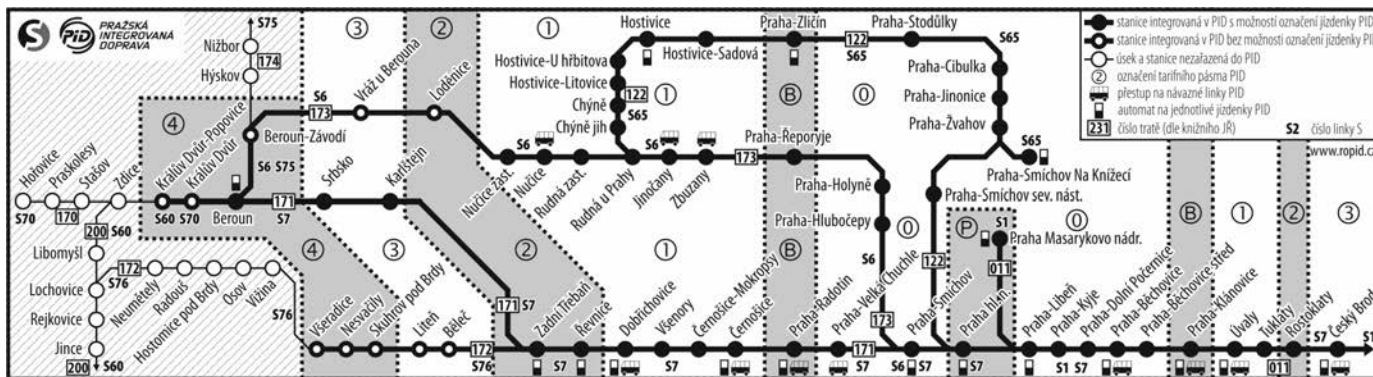 S PID PRAŽSKÁ
INTEGROVANÁ
DOPRAVA
S75
Nižbor
174
Hýskov
④
Královův Dvůr-Popovice
Králův Dvůr
Beroun-Závodí
S6 S75
Hořovice
Praskolesy
Stašov
Zdice
S70
170
200
S60
S60
S70
Beroun
171
S7
Libomyšl
Lochovice
Rejkovice
Jince
200
S60
172
S76
Neumětely
Radouš
Hostomice pod Brdy
Osov
Vižina
S76
③
S6
173
Vráž u Berouna
②
Loděnice
Srbsko
Karlštejn
④
③
②
Všeradice
Nesvačily
Skuhrov pod Brdy
Liteň
Běleč
172
S76
171
S7
Zadní Třebaň
S7
Řevnice
①
Hostivice
Hostivice-Sadová
Hostivice-U hřbitova
Hostivice-Litovice
122
①
Chýně
S65
Chýně jih
S6
Nučice zast.
Nučice
Rudná zast.
Rudná u Prahy
S6
Jinočany
Zbuzany
173
Praha-Zličín
Ⓑ
Praha-Řeporyje
122
S65
⓪
Praha-Stodůlky
S65
Praha-Cibulka
Praha-Jinonice
Praha-Žvahov
S65
Praha-Smíchov Na Knížecí
Praha-Smíchov sev. nást.
Praha-Holyně
Praha-Hlubočepy
⓪
S6
173
122
①
Dobřichovice
Všenory
S7
Černošice-Mokropsy
Černošice
Ⓑ
Praha-Radotín
Praha-Velká Chuchle
171
S7
S6
S7
Praha-Smíchov
Ⓟ
S1
Praha Masarykovo nádr.
011
Praha hl.n.
S7
⓪
Praha-Libeň
Praha-Kyje
Praha-Dolní Počernice
Praha-Běchovice
Praha-Běchovice střed
S1 S7
Ⓑ
Praha-Klánovice
①
Úvaly
Tuklaty
②
Rostoklaty
011
③
Český Brod
S7
S1
stanice integrovaná v PID s možností označení jízdenky PID
stanice integrovaná v PID bez možnosti označení jízdenky PID
úsek a stanice nezařazená do PID
② označení tarifního pásma PID
přestup na návazné linky PID
automat na jednotlivé jízdenky PID
231 číslo tratě (dle knižního JŘ) S2 číslo linky S
www.ropid.cz